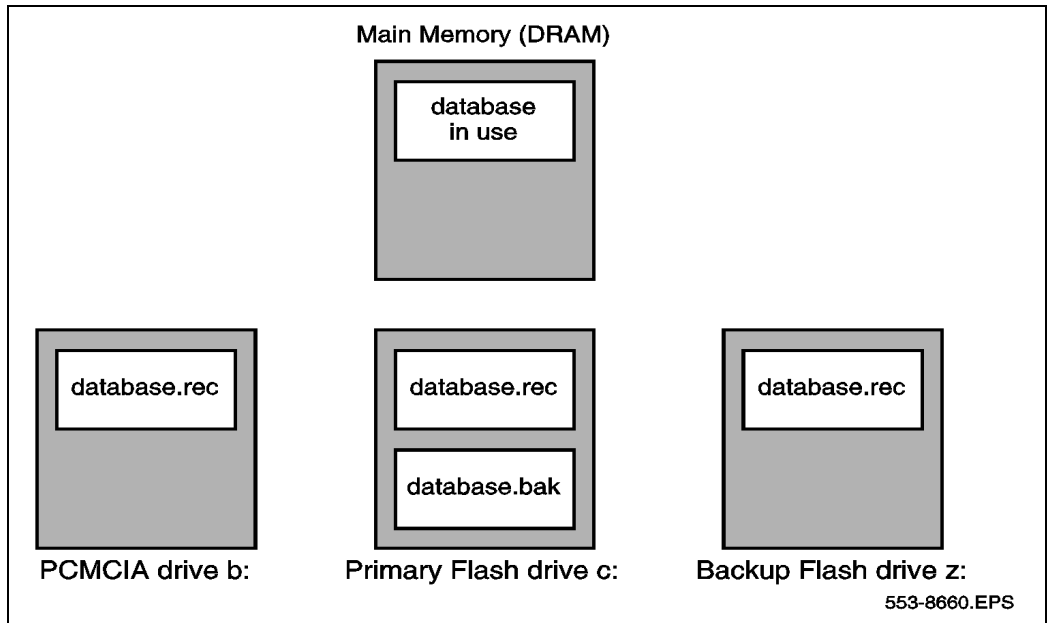 Main Memory (DRAM)
database
in use
database.rec
database.rec
database.rec
database.bak
PCMCIA drive b:
Primary Flash drive c:
Backup Flash drive z:
553-8660.EPS